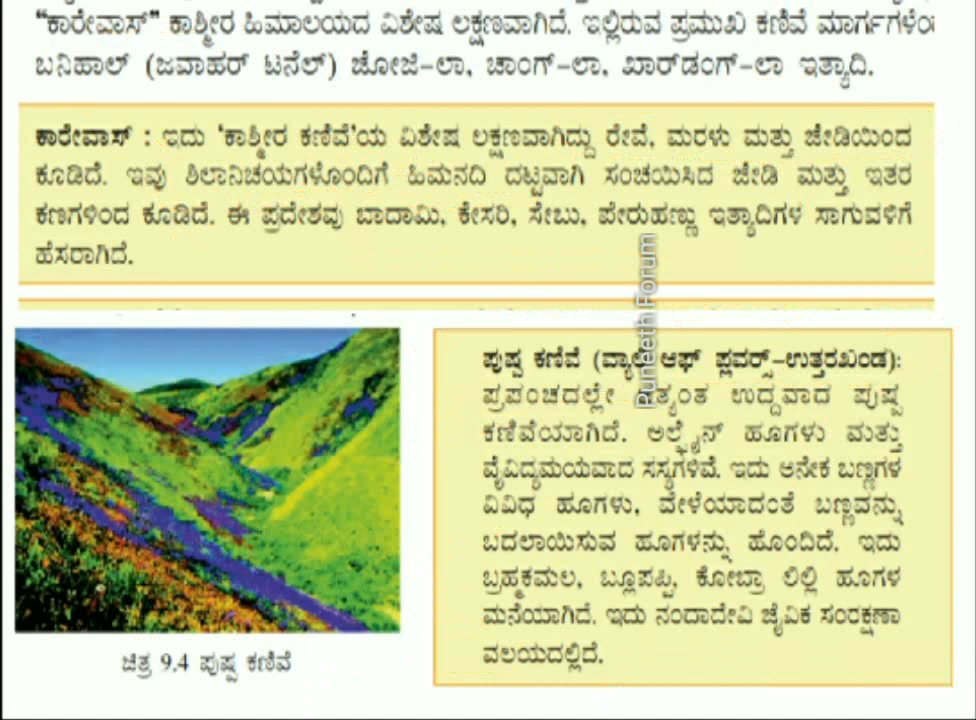 “ಕಾರೇವಾಸ್” ಕಾಶ್ಮೀರ ಹಿಮಾಲಯದ ವಿಶೇಷ ಲಕ್ಷಣವಾಗಿದೆ. ಇಲ್ಲಿರುವ ಪ್ರಮುಖ ಕಣಿವೆ
ಬನಿಹಾಲ್ (ಜವಾಹರ್ ಟನೆಲ್) ಜೋಜಿ-ಲಾ, ಚಾಂಗ್-ಲಾ, ಖಾರ್‌ಡಂಗ್-ಲಾ ಇತ್ಯಾದಿ.
ಕಾರೇವಾಸ್ : ಇದು ‘ಕಾಶ್ಮೀರ ಕಣಿವೆ’ಯ ವಿಶೇಷ ಲಕ್ಷಣವಾಗಿದ್ದು ರೇವೆ, ಮರಳು ಮತ್ತು ಜೇಡಿಯಿಂದ
ಕೂಡಿದೆ. ಇವು ಶಿಲಾನಿಚಯಗಳೊಂದಿಗೆ ಹಿಮನದಿ ದಟ್ಟವಾಗಿ ಸಂಚಯಿಸಿದ ಜೇಡಿ ಮತ್ತು ಇತರ
ಕಣಗಳಿಂದ ಕೂಡಿದೆ. ಈ ಪ್ರದೇಶವು ಬಾದಾಮಿ, ಕೇಸರಿ, ಸೇಬು, ಪೇರುಹಣ್ಣು ಇತ್ಯಾದಿಗಳ ಸಾಗುವಳಿಗೆ
ಹೆಸರಾಗಿದೆ.
Puneeth Forum
ಪುಷ್ಪ ಕಣಿವೆ (ವ್ಯಾಲಿ ಆಫ್ ಫ್ಲವರ್ಸ್-ಉತ್ತರಖಂಡ):
ಪ್ರಪಂಚದಲ್ಲೇ ಅತ್ಯಂತ ಉದ್ದವಾದ ಪುಷ್ಪ
ಕಣಿವೆಯಾಗಿದೆ. ಅಲ್ಪೈನ್ ಹೂಗಳು ಮತ್ತು
ವೈವಿಧ್ಯಮಯವಾದ ಸಸ್ಯಗಳಿವೆ. ಇದು ಅನೇಕ ಬಣ್ಣಗಳ
ವಿವಿಧ ಹೂಗಳು, ವೇಳೆಯಾದಂತೆ ಬಣ್ಣವನ್ನು
ಬದಲಾಯಿಸುವ ಹೂಗಳನ್ನು ಹೊಂದಿದೆ. ಇದು
ಬ್ರಹ್ಮಕಮಲ, ಬ್ಲೂಪಪ್ಪಿ, ಕೋಬ್ರಾ ಲಿಲ್ಲಿ ಹೂಗಳ
ಮನೆಯಾಗಿದೆ. ಇದು ನಂದಾದೇವಿ ಜೈವಿಕ ಸಂರಕ್ಷಣಾ
ವಲಯದಲ್ಲಿದೆ.
ಚಿತ್ರ 9.4 ಪುಷ್ಪ ಕಣಿವೆ